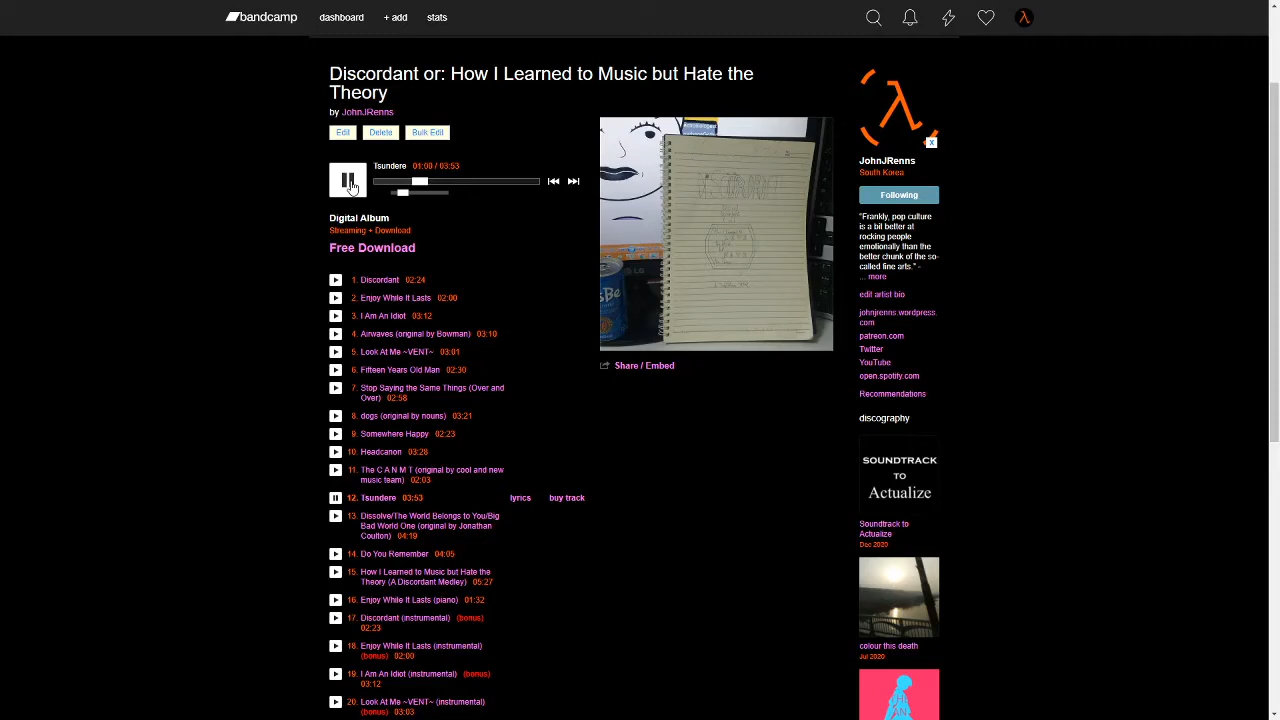 bandcamp dashboard + add stats
Discordant or: How I Learned to Music but Hate the
Theory
by JohnJRenns
Edit Delete Bulk Edit
Tsundere 01:00 / 03:53
Digital Album
Streaming + Download
Free Download
1. Discordant 02:24
2. Enjoy While It Lasts 02:00
3. I Am An Idiot 03:12
4. Airwaves (original by Bowman) 03:10
5. Look At Me ~VENT~ 03:01
6. Fifteen Years Old Man 02:30
7. Stop Saying the Same Things (Over and
Over) 02:58
8. dogs (original by nouns) 03:21
9. Somewhere Happy 02:23
10. Headcanon 03:28
11. The C A N M T (original by cool and new
music team) 02:03
12. Tsundere 03:53 lyrics buy track
13. Dissolve/The World Belongs to You/Big
Bad World One (original by Jonathan
Coulton) 04:19
14. Do You Remember 04:05
15. How I Learned to Music but Hate the
Theory (A Discordant Medley) 05:27
16. Enjoy While It Lasts (piano) 01:32
17. Discordant (instrumental) (bonus)
02:23
18. Enjoy While It Lasts (instrumental)
(bonus) 02:00
19. I Am An Idiot (instrumental) (bonus)
03:12
20. Look At Me ~VENT~ (instrumental)
(bonus) 03:03
LG
Share / Embed
λ
X
JohnJRenns
South Korea
Following
"Frankly, pop culture
is a bit better at
rocking people
emotionally than the
better chunk of the so-
called fine arts." -
... more
edit artist bio
johnjrenns.wordpress.
com
patreon.com
Twitter
YouTube
open.spotify.com
Recommendations
discography
SOUNDTRACK
TO
Actualize
Soundtrack to
Actualize
Dec 2020
colour this death
Jul 2020